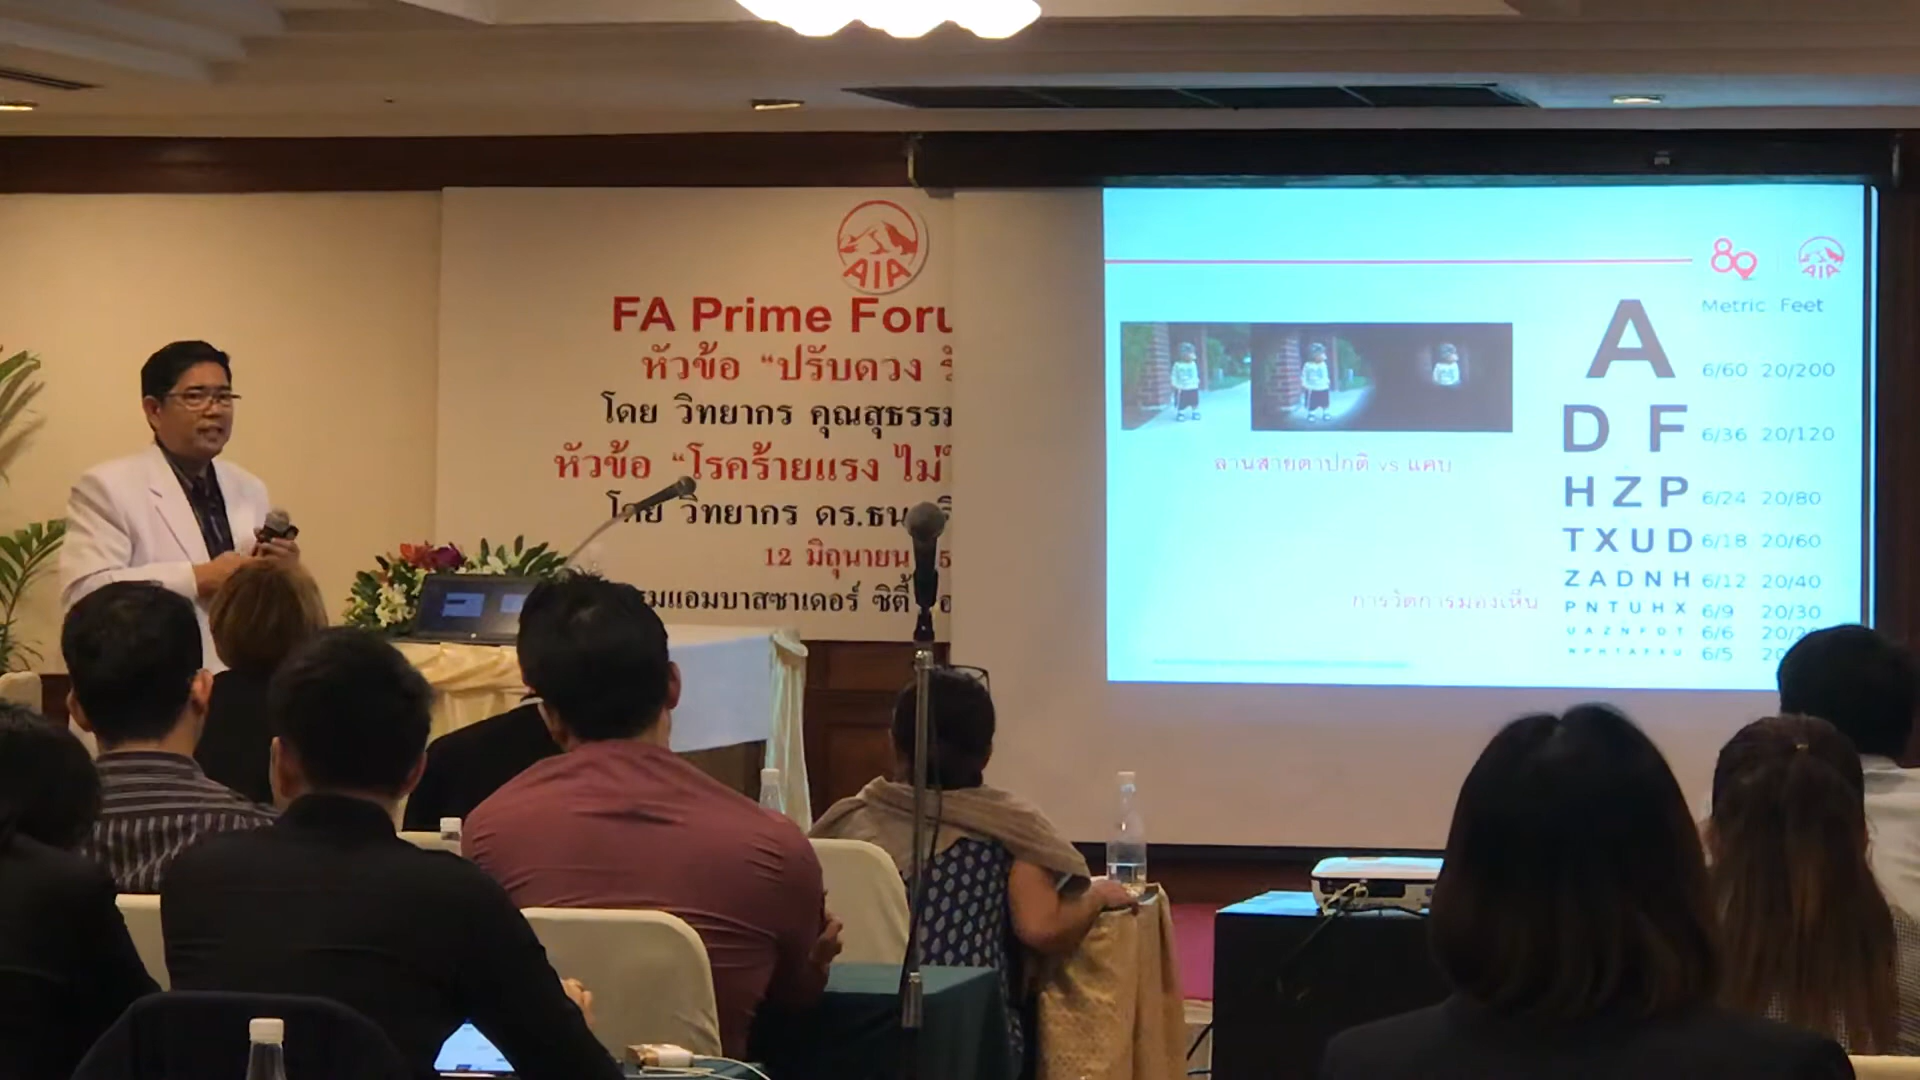 AIA
FA Prime
หัวข้อ “ปรับดวง
โดย วิทยากร คุณสุธรรม
หัวข้อ “โรคร้ายแรง
โดย วิทยากร ดร.
12 มิถุนายน
แอมบาสซาเดอร์ ซิตี้
80
AIA
Metric Feet
A 6/60 20/200
D F 6/36 20/120
H Z P 6/24 20/80
T X U D 6/18 20/60
Z A D N H 6/12 20/40
P N T U H X 6/9 20/30
U A Z N F D T 6/6
N P H T A F X U 6/5
ลานสายตาปกติ vs แคบ
การวัดการมองเห็น